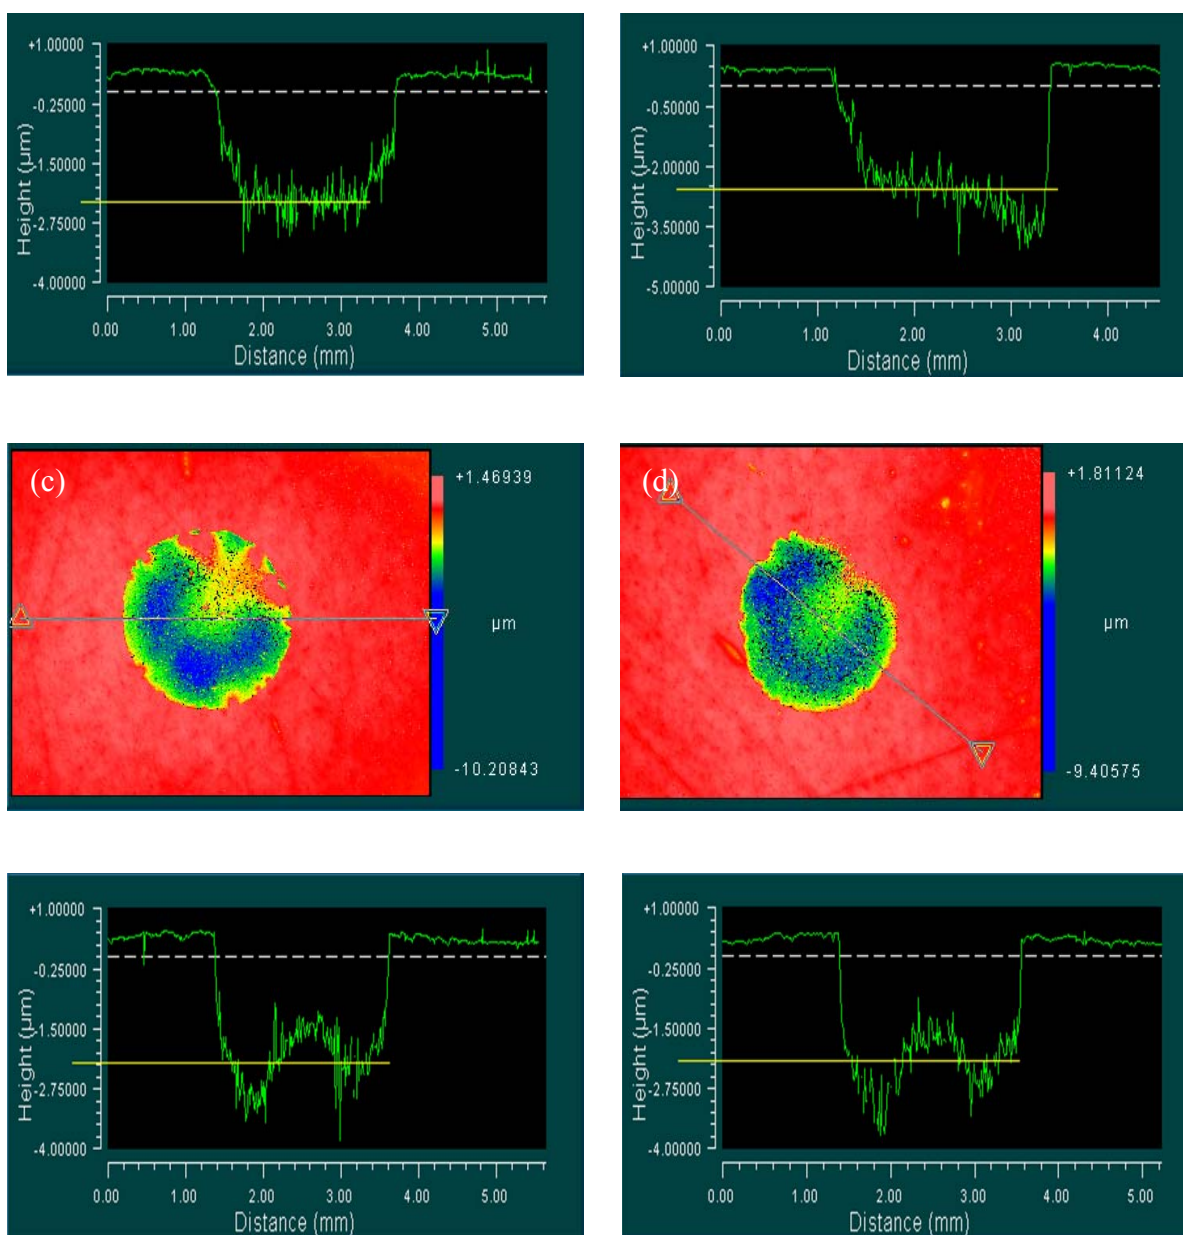 +1.00000
-0.25000
-1.50000
-2.75000
-4.00000
Height (µm)
0.00 1.00 2.00 3.00 4.00 5.00
Distance (mm)
+1.00000
-0.50000
-2.00000
-3.50000
-5.00000
Height (µm)
0.00 1.00 2.00 3.00 4.00
Distance (mm)
(c)
+1.46939
µm
-10.20843
(d)
+1.81124
µm
-9.40575
+1.00000
-0.25000
-1.50000
-2.75000
-4.00000
Height (µm)
0.00 1.00 2.00 3.00 4.00 5.00
Distance (mm)
+1.00000
-0.25000
-1.50000
-2.75000
-4.00000
Height (µm)
0.00 1.00 2.00 3.00 4.00 5.00
Distance (mm)